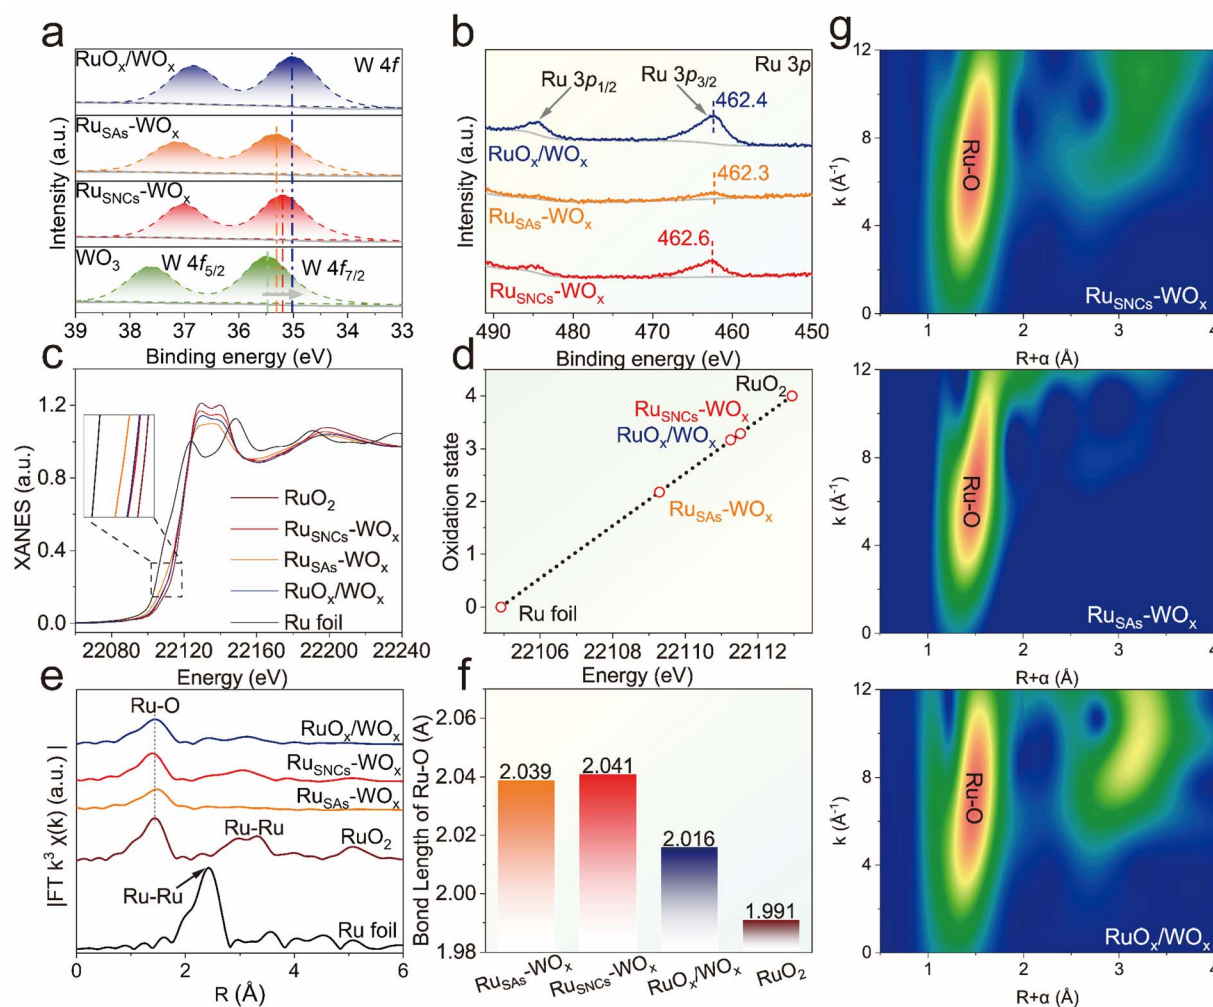 a
RuOx/WOx
W 4f
RuSAs-WOx
RuSNCs-WOx
WO3
W 4f5/2
W 4f7/2
Intensity (a.u.)
39 38 37 36 35 34 33
Binding energy (eV)
b
Ru 3p
Ru 3p1/2
Ru 3p3/2
462.4
RuOx/WOx
462.3
RuSAs-WOx
462.6
RuSNCs-WOx
Intensity (a.u.)
490 480 470 460 450
Binding energy (eV)
c
1.2
0.8
0.4
0.0
XANES (a.u.)
RuO2
RuSNCs-WOx
RuSAs-WOx
RuOx/WOx
Ru foil
22080 22120 22160 22200 22240
Energy (eV)
d
4
3
2
1
0
Oxidation state
RuO2
RuSNCs-WOx
RuOx/WOx
RuSAs-WOx
Ru foil
22106 22108 22110 22112
Energy (eV)
e
|FT k3 χ(k) (a.u.) |
Ru-O
RuOx/WOx
RuSNCs-WOx
RuSAs-WOx
Ru-Ru
RuO2
Ru-Ru
Ru foil
0 2 4 6
R (Å)
f
Bond Length of Ru-O (A)
2.06
2.04
2.02
2.00
1.98
2.039
2.041
2.016
1.991
RuSAs-WOx
RuSNCs-WOx
RuOx/WOx
RuO2
g
12
8
4
0
k (Å-1)
Ru-O
RuSNCs-WOx
1 2 3 4
R+α (Å)
12
8
4
0
k (Å-1)
Ru-O
RuSAs-WOx
1 2 3 4
R+α (Å)
12
8
4
0
k (Å-1)
Ru-O
RuOx/WOx
1 2 3 4
R+α (Å)